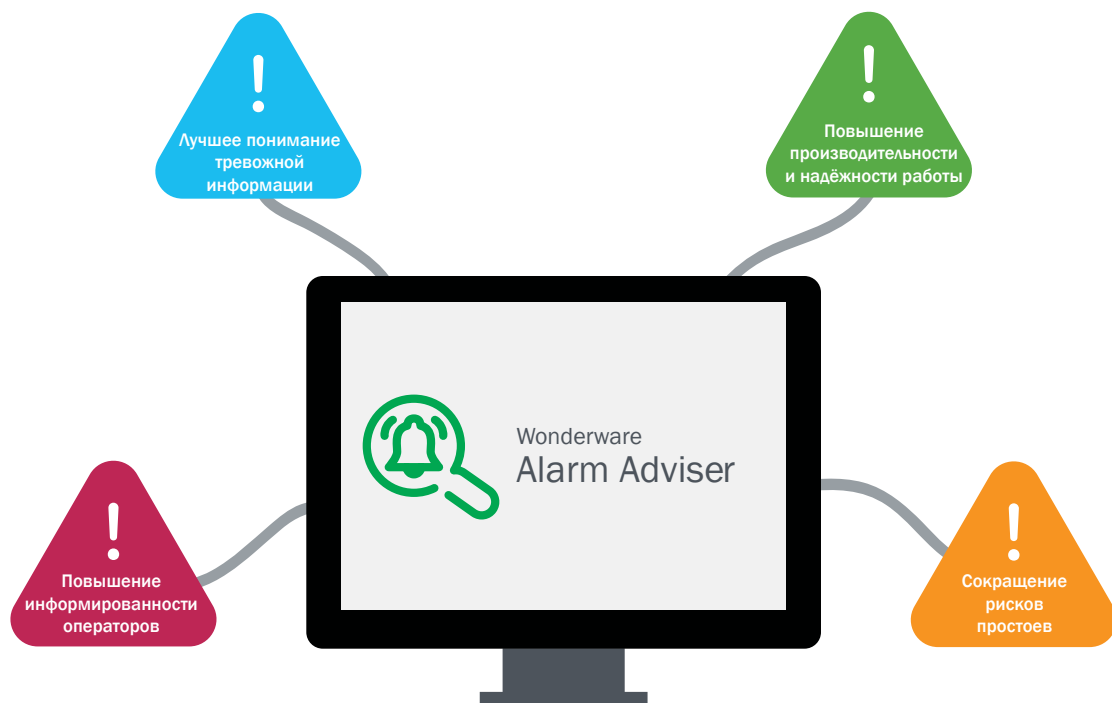 !
Лучшее понимание
тревожной
информации
!
Повышение
производительности
и надёжности работы
Wonderware
Alarm Adviser
!
Повышение
информированности
операторов
!
Сокращение
рисков
простоев